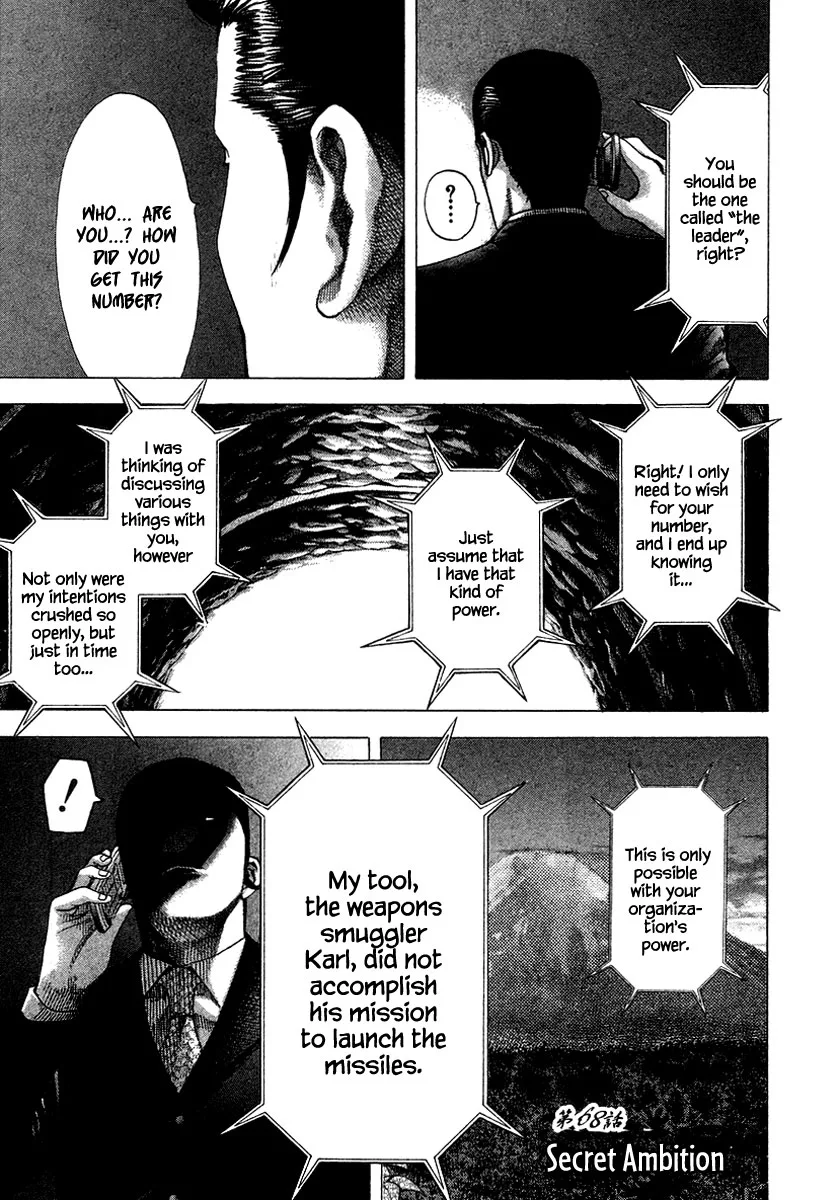 You
should be
the one
called "the
leader",
right?
?...
WHO... ARE
YOU...? HOW
DID YOU
GET THIS
NUMBER?
Right! I only
need to wish
for your
number,
and I end up
knowing
it...
Just
assume that
I have that
kind of
power.
I was
thinking of
discussing
various
things with
you,
however
Not only were
my intentions
crushed so
openly, but
just in time
too...
This is only
possible
with your
organiza-
tion's
power.
My tool,
the weapons
smuggler
Karl, did not
accomplish
his mission
to launch the
missiles.
!
第68話
Secret Ambition